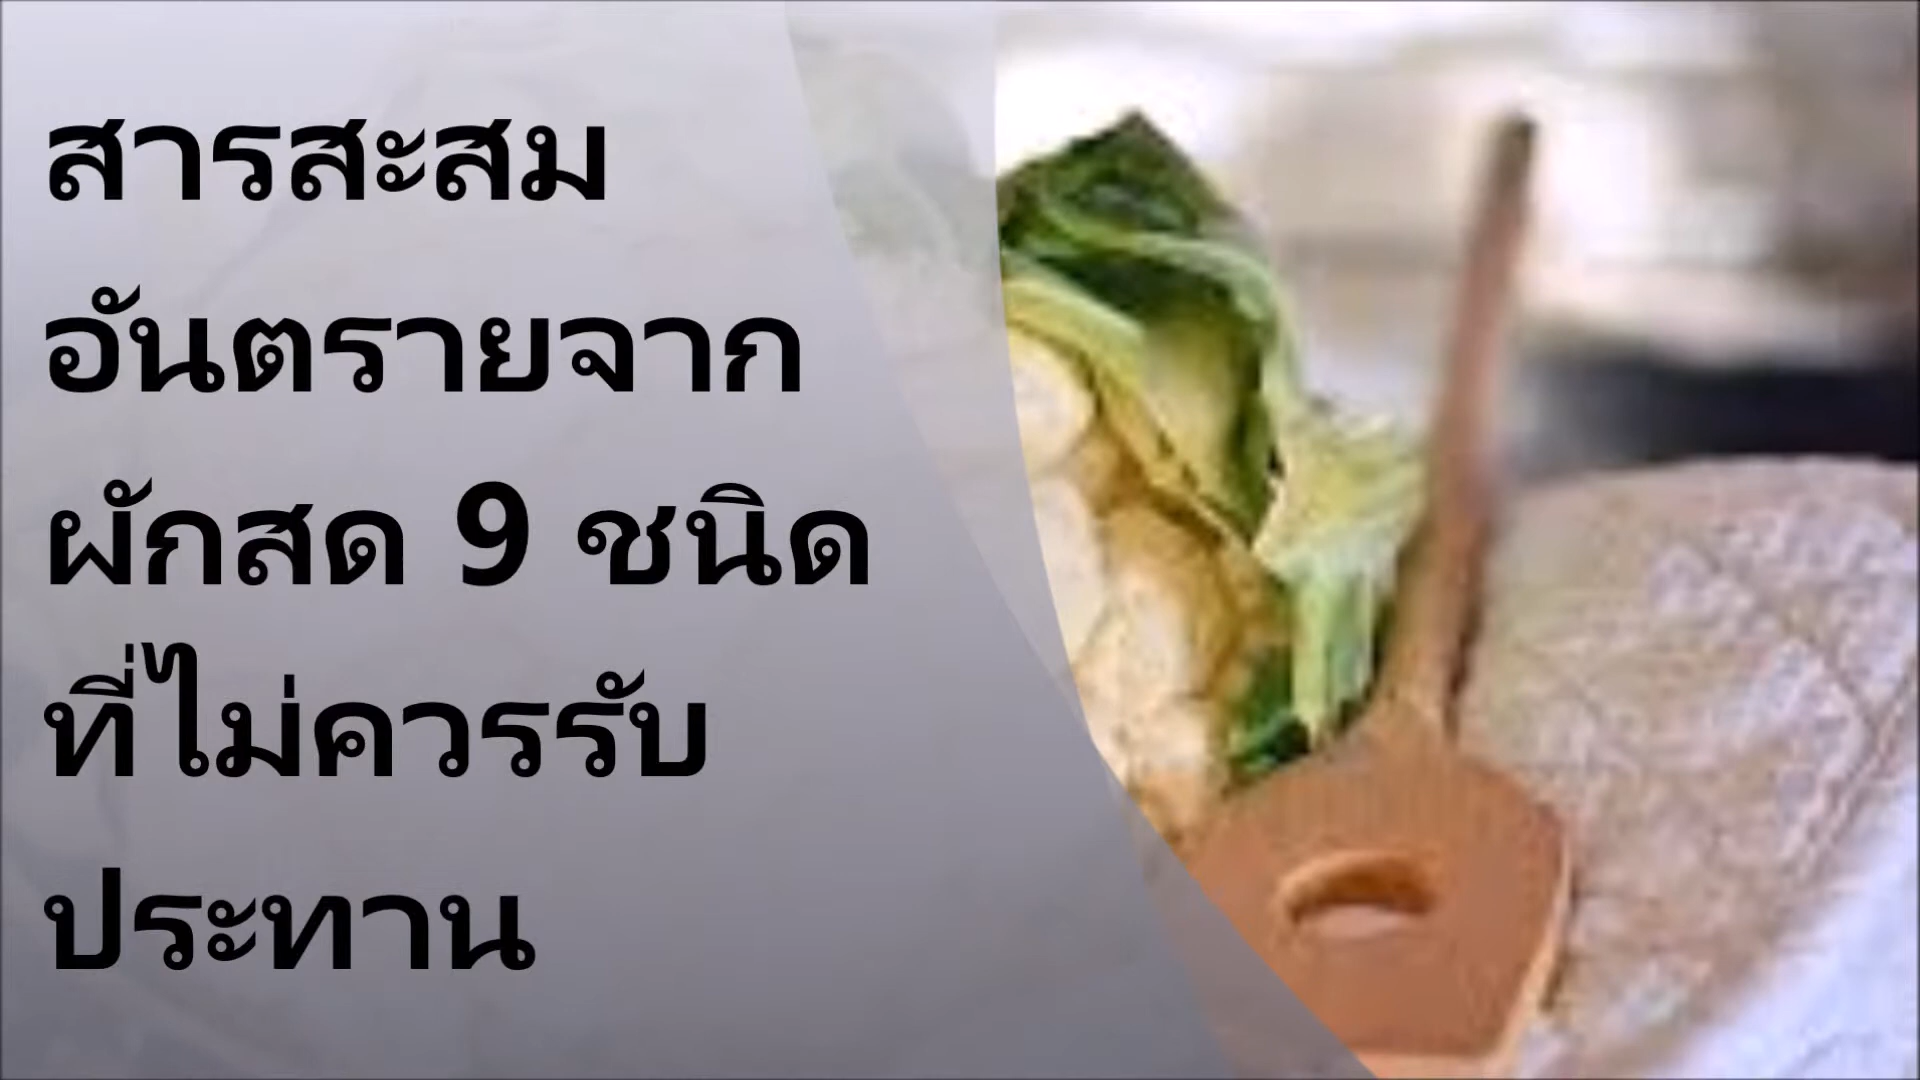 สารสะสม
อันตรายจาก
ผักสด 9 ชนิด
ที่ไม่ควรรับ
ประทาน